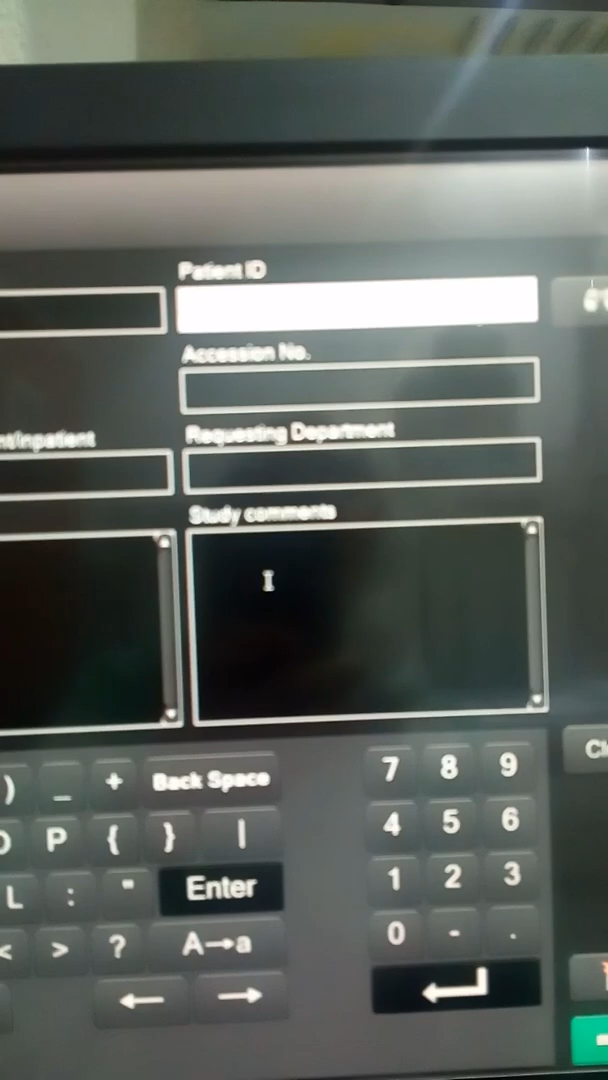 Patient ID
Accession No.
Requesting Department
Study comments
) _ + Back Space 7 8 9
P { } | 4 5 6
L : " Enter 1 2 3
< > ? A→a 0 - .
← →